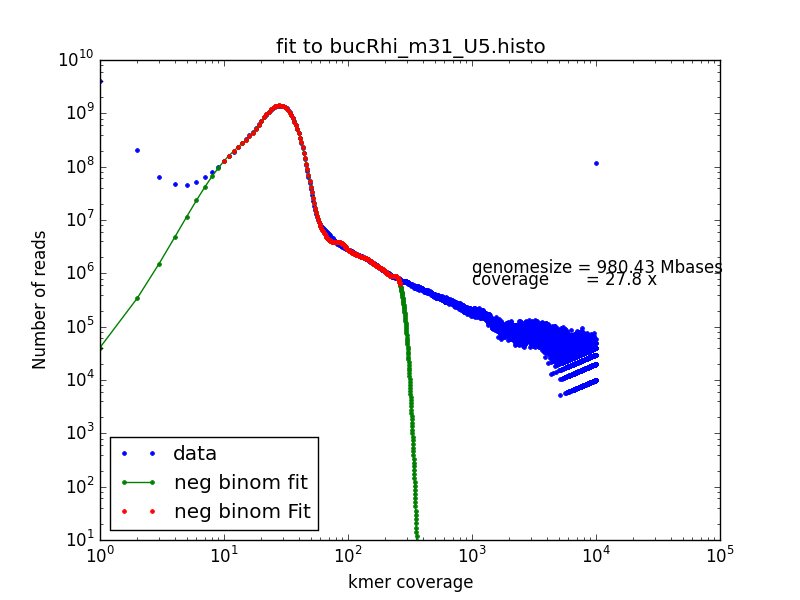 fit to bucRhi_m31_U5.histo
10^10
10^9
10^8
10^7
10^6
10^5
10^4
10^3
10^2
10^1
Number of reads
genomesize = 980.43 Mbases
coverage = 27.8 x
data
neg binom fit
neg binom Fit
10^0 10^1 10^2 10^3 10^4 10^5
kmer coverage